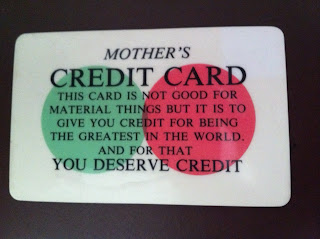 MOTHER'S
CREDIT CARD
THIS CARD IS NOT GOOD FOR
MATERIAL THINGS BUT IT IS TO
GIVE YOU CREDIT FOR BEING
THE GREATEST IN THE WORLD.
AND FOR THAT
YOU DESERVE CREDIT